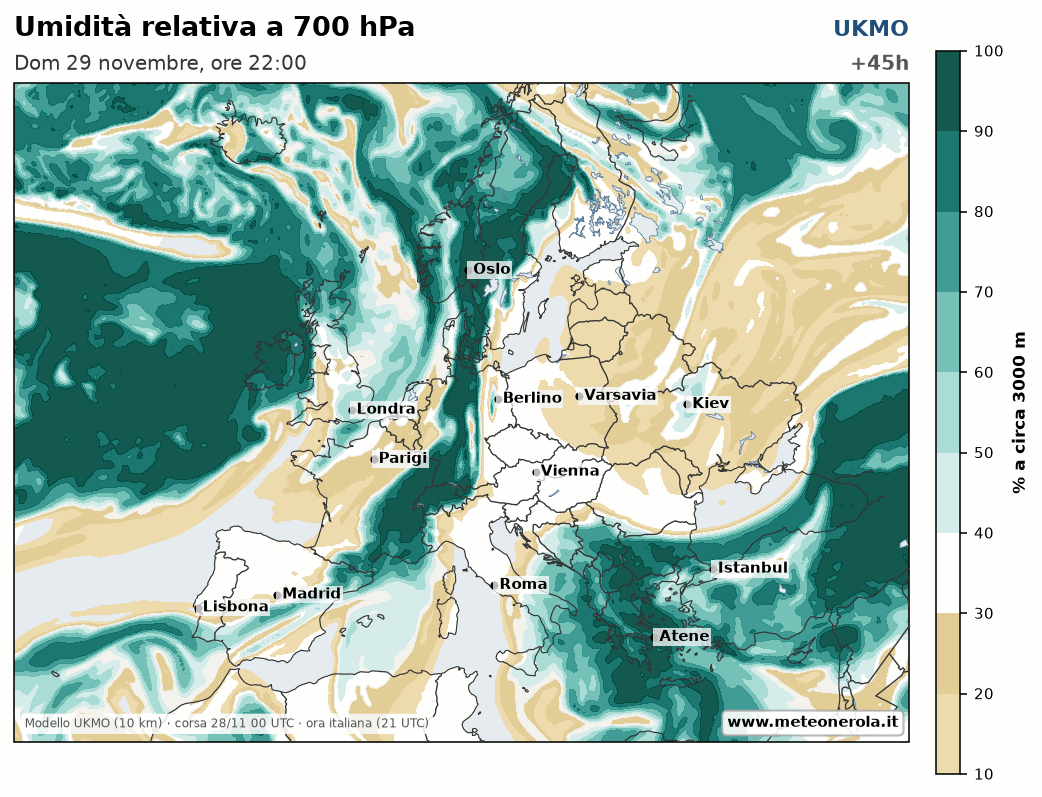 Umidità relativa a 700 hPa
UKMO
Dom 29 novembre, ore 22:00
+45h
100
90
80
70
60
50
40
30
20
10
% a circa 3000 m
Oslo
Berlino
Varsavia
Kiev
Londra
Parigi
Vienna
Istanbul
Roma
Madrid
Lisbona
Atene
Modello UKMO (10 km) · corsa 28/11 00 UTC · ora italiana (21 UTC)
www.meteonerola.it